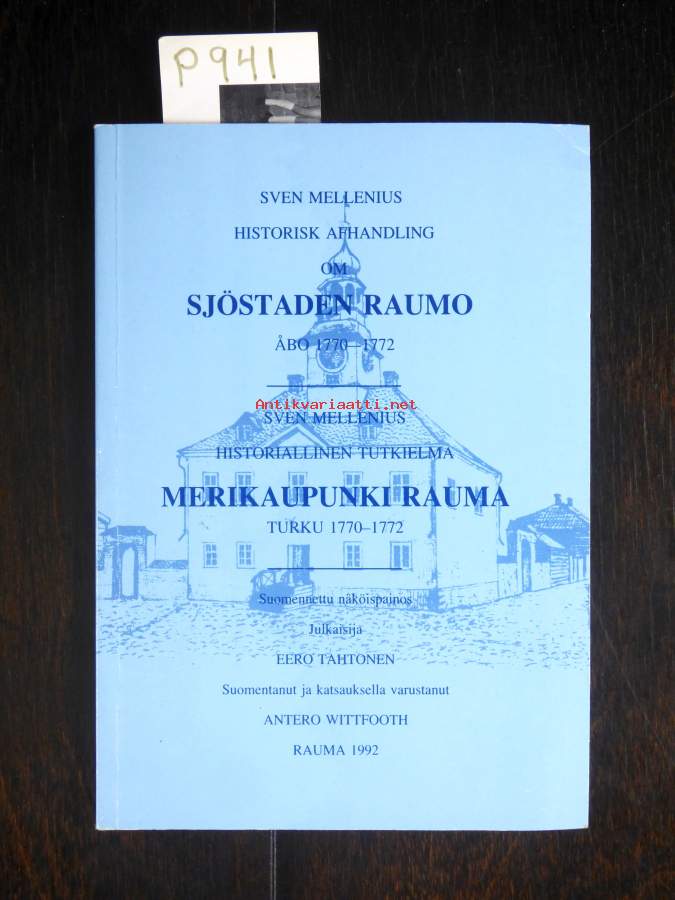 P941
SVEN MELLENIUS
HISTORISK AFHANDLING
OM
SJÖSTADEN RAUMO
ÅBO 1770—1772
Antikvariaatti.net
SVEN MELLENIUS
HISTORIALLINEN TUTKIELMA
MERIKAUPUNKI RAUMA
TURKU 1770–1772
Suomennettu näköispainos
Julkaisija
EERO TAHTONEN
Suomentanut ja katsauksella varustanut
ANTERO WITTFOOTH
RAUMA 1992